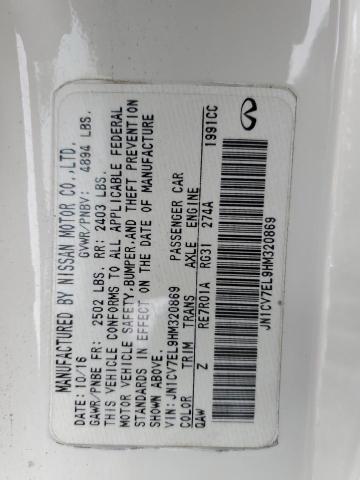 MANUFACTURED BY NISSAN MOTOR CO.,LTD.
DATE: 10/16 GVWR/PNBV: 4894 LBS.
GAWR/PNBE FR: 2502 LBS. RR: 2403 LBS.
THIS VEHICLE CONFORMS TO ALL APPLICABLE FEDERAL
MOTOR VEHICLE SAFETY,BUMPER,AND THEFT PREVENTION
STANDARDS IN EFFECT ON THE DATE OF MANUFACTURE
SHOWN ABOVE.
VIN: JN1CV7EL9HM320869 PASSENGER CAR
COLOR TRIM TRANS AXLE ENGINE
QAW Z RE7R01A RG31 274A 1991CC
JN1CV7EL9HM320869